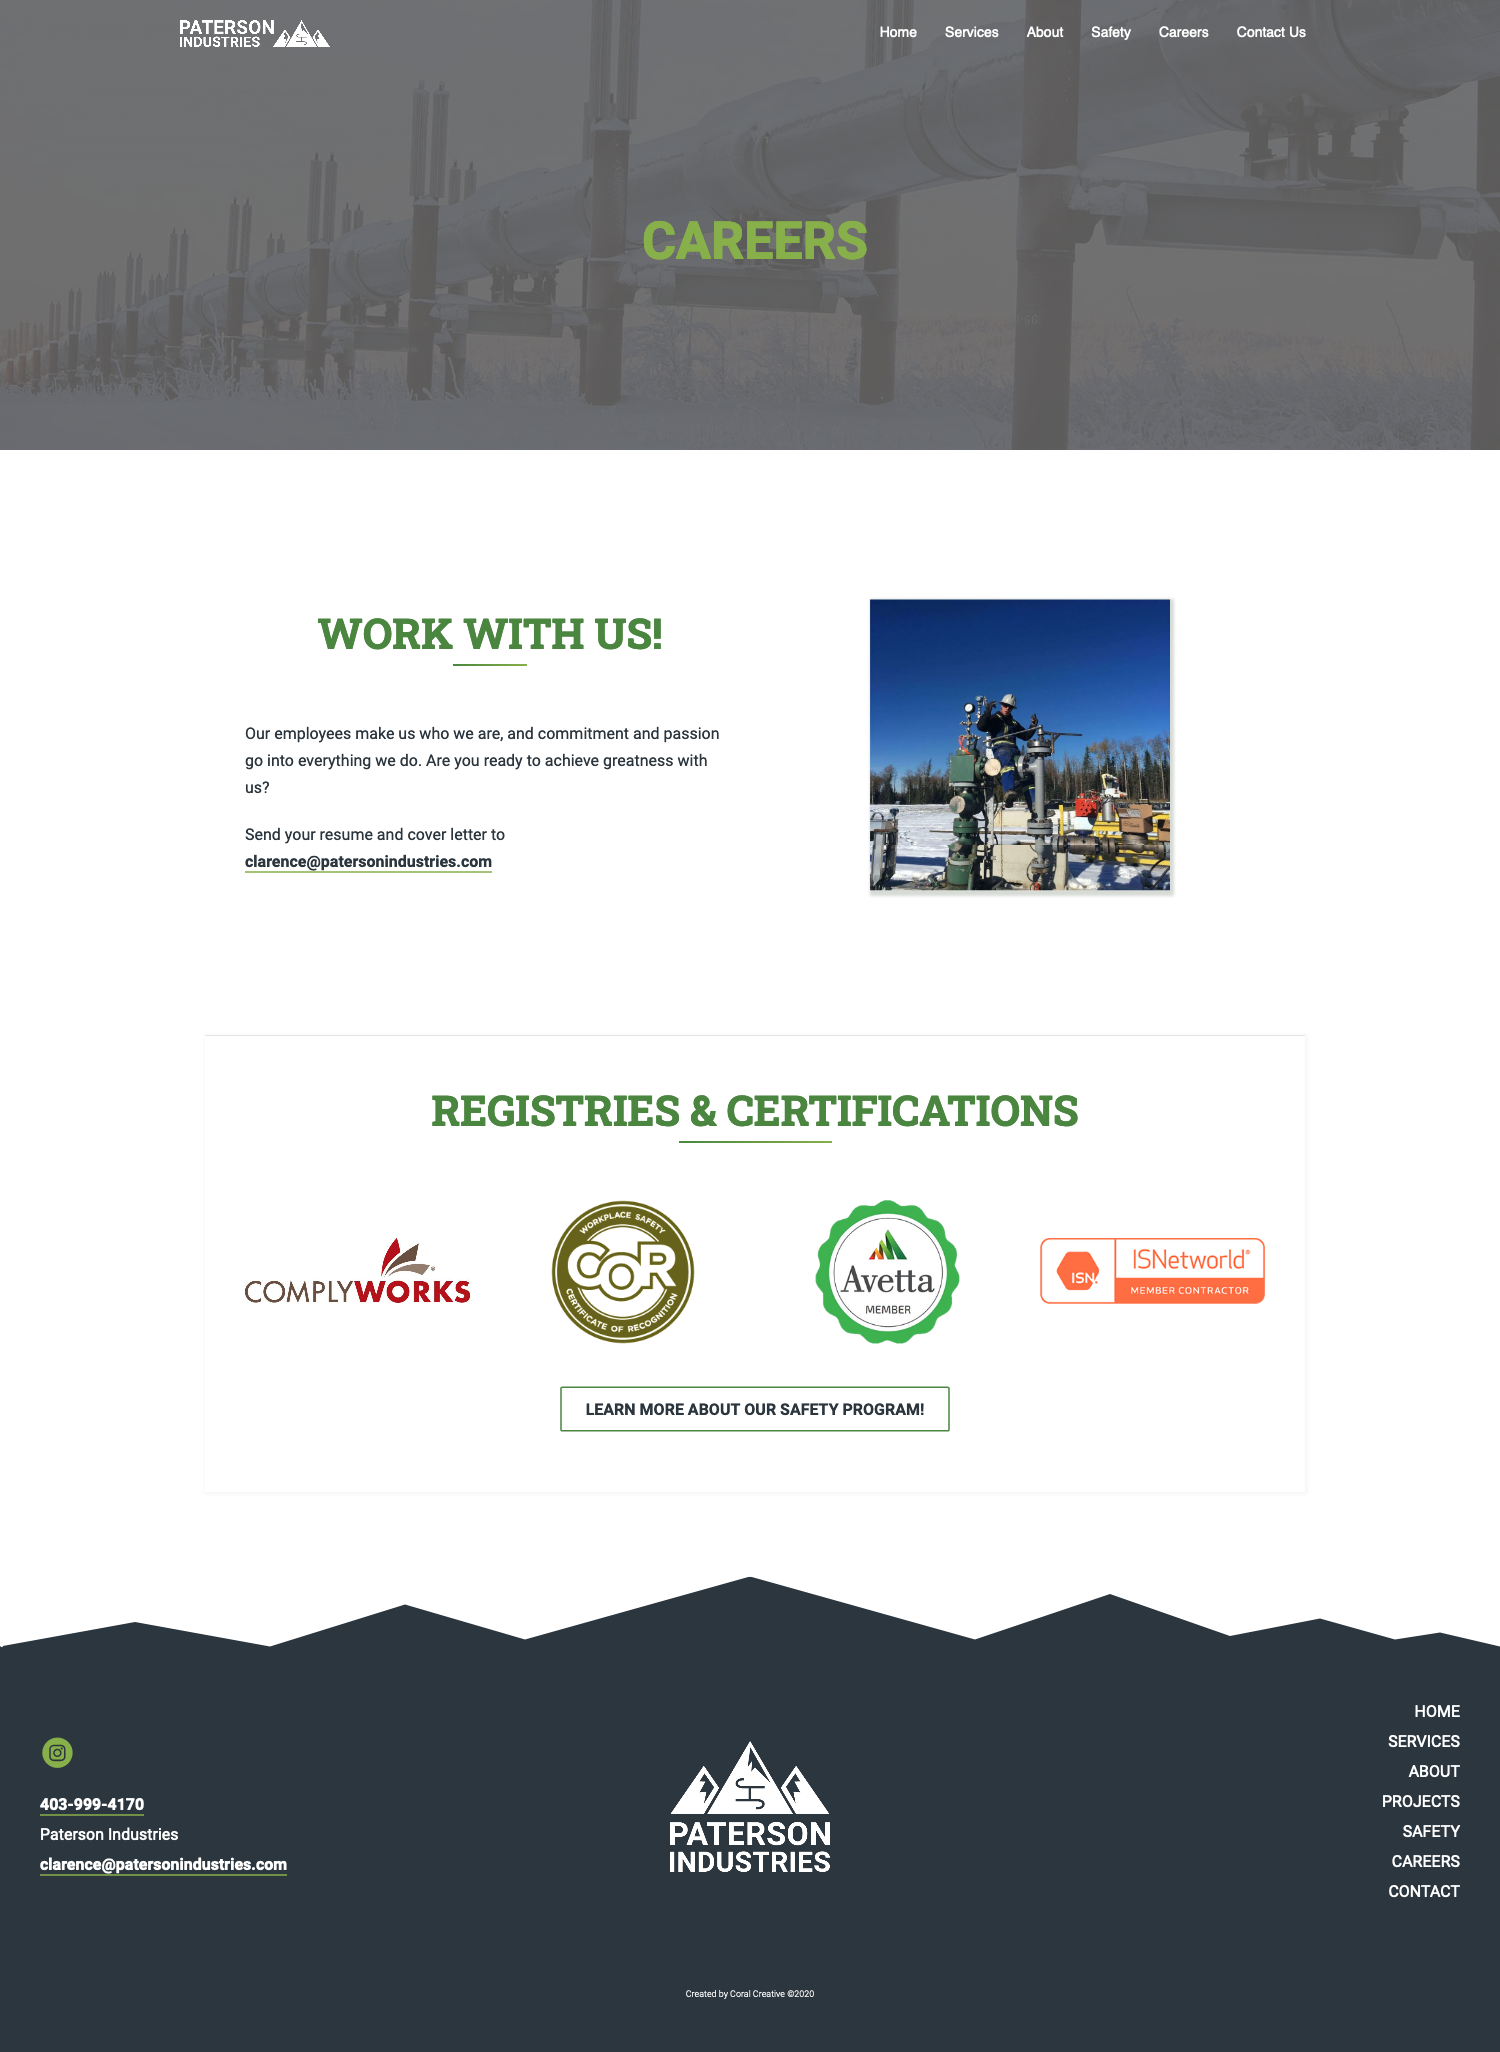 PATERSON
INDUSTRIES
Home Services About Safety Careers Contact Us
CAREERS
WORK WITH US!
Our employees make us who we are, and commitment and passion
go into everything we do. Are you ready to achieve greatness with
us?
Send your resume and cover letter to
clarence@patersonindustries.com
REGISTRIES & CERTIFICATIONS
COMPLYWORKS®
WORKPLACE SAFETY
COR
CERTIFICATE OF RECOGNITION
Avetta
MEMBER
ISN.
ISNetworld®
MEMBER CONTRACTOR
LEARN MORE ABOUT OUR SAFETY PROGRAM!
403-999-4170
Paterson Industries
clarence@patersonindustries.com
PATERSON
INDUSTRIES
HOME
SERVICES
ABOUT
PROJECTS
SAFETY
CAREERS
CONTACT
Created by Coral Creative ©2020